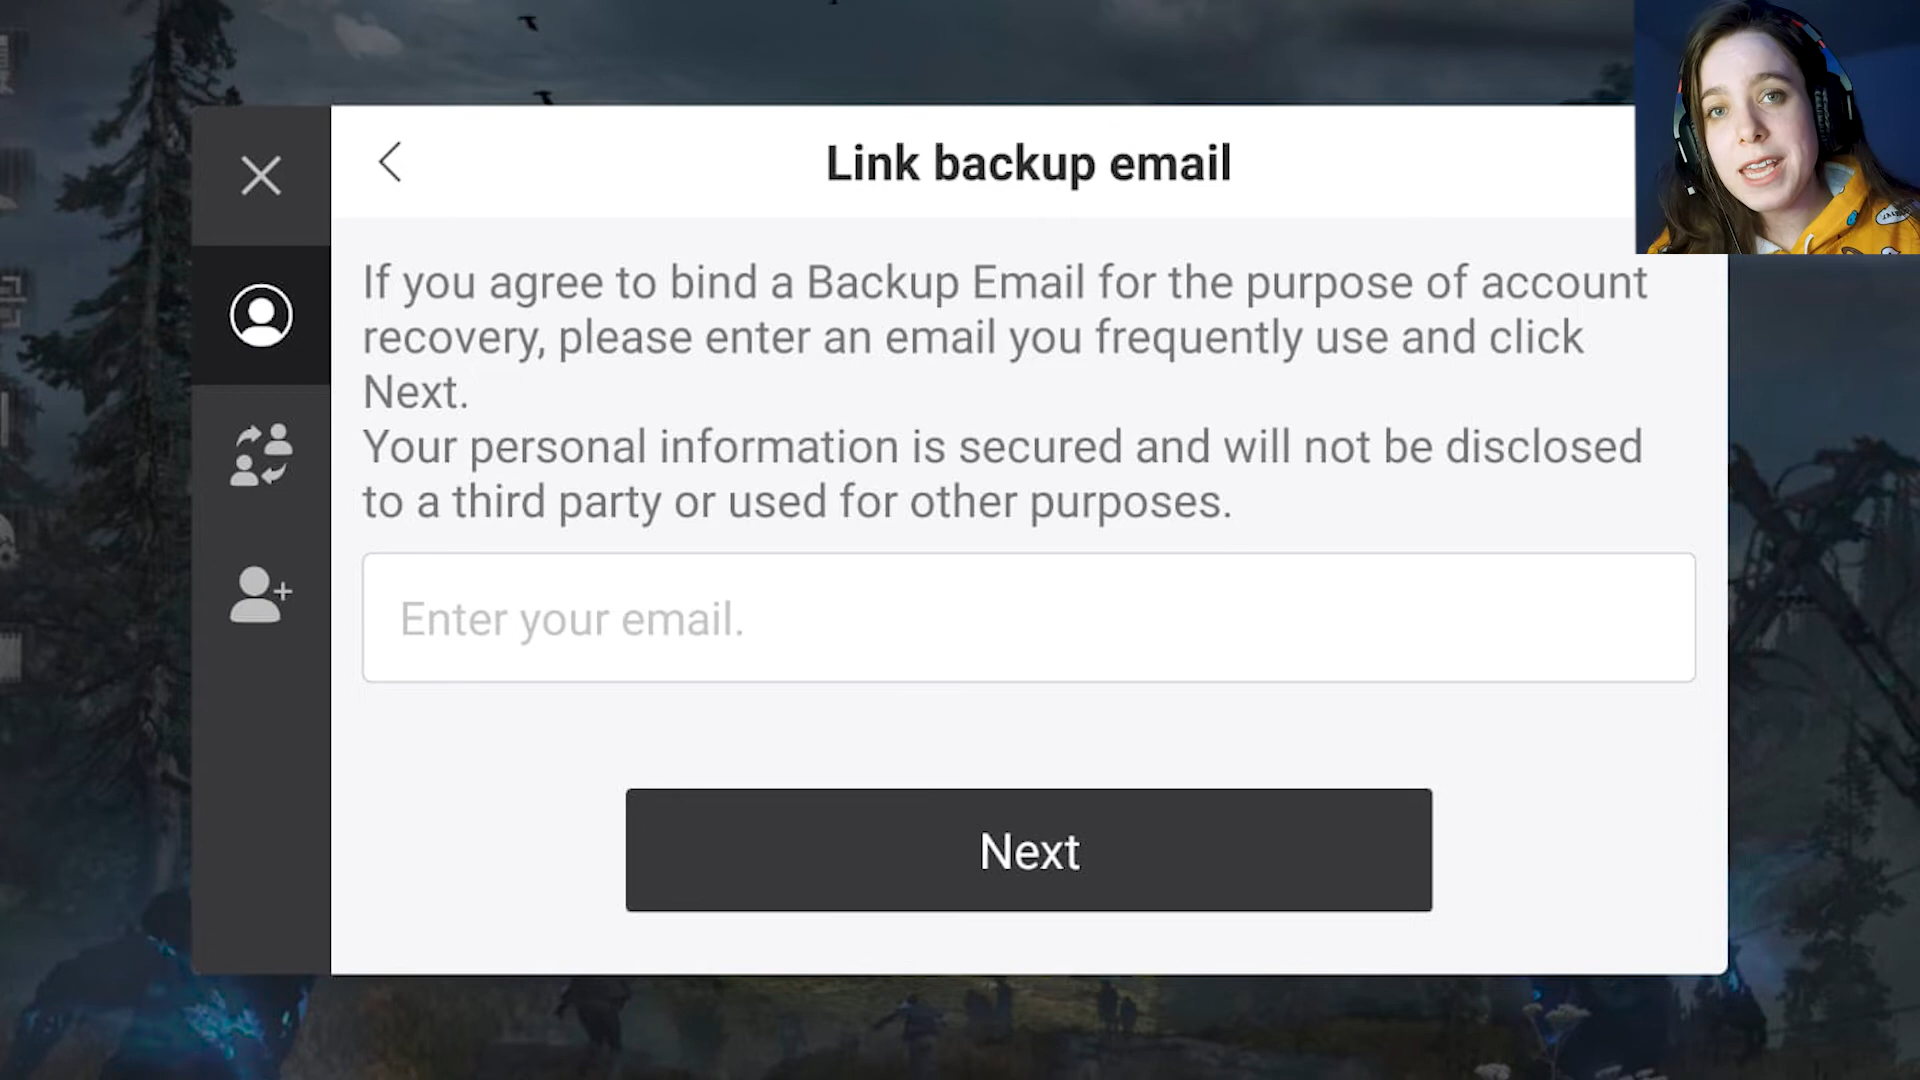 Link backup email
If you agree to bind a Backup Email for the purpose of account
recovery, please enter an email you frequently use and click
Next.
Your personal information is secured and will not be disclosed
to a third party or used for other purposes.
Enter your email.
Next